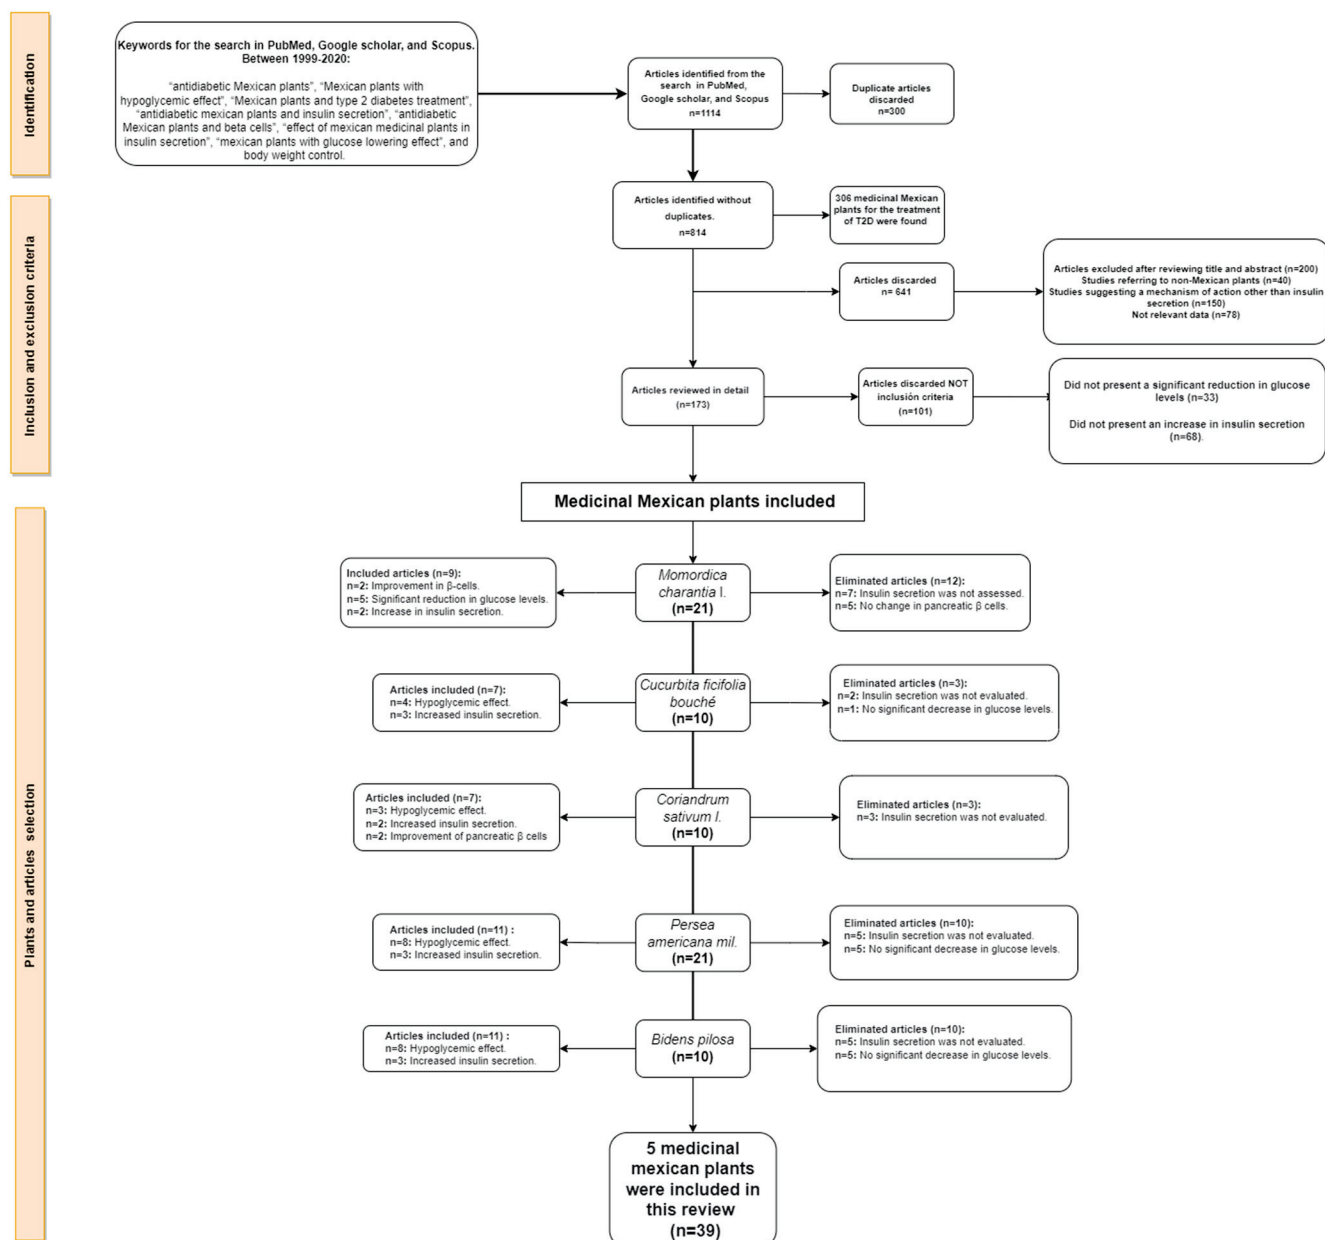 Identification
Keywords for the search in PubMed, Google scholar, and Scopus.
Between 1999-2020:
“antidiabetic Mexican plants”, “Mexican plants with
hypoglycemic effect”, “Mexican plants and type 2 diabetes treatment”,
“antidiabetic mexican plants and insulin secretion”, “antidiabetic
Mexican plants and beta cells”, “effect of mexican medicinal plants in
insulin secretion”, “mexican plants with glucose lowering effect”, and
body weight control.
Articles identified from the
search in PubMed,
Google scholar, and Scopus
n=1114
Duplicate articles
discarded
n=300
Inclusion and exclusion criteria
Articles identified without
duplicates.
n=814
306 medicinal Mexican
plants for the treatment
of T2D were found
Articles discarded
n= 641
Articles excluded after reviewing title and abstract (n=200)
Studies referring to non-Mexican plants (n=40)
Studies suggesting a mechanism of action other than insulin
secretion (n=150)
Not relevant data (n=78)
Articles reviewed in detail
(n=173)
Articles discarded NOT
inclusión criteria
(n=101)
Did not present a significant reduction in glucose
levels (n=33)
Did not present an increase in insulin secretion
(n=68).
Plants and articles selection
Medicinal Mexican plants included
Included articles (n=9):
n=2: Improvement in β-cells.
n=5: Significant reduction in glucose levels.
n=2: Increase in insulin secretion.
Momordica
charantia l.
(n=21)
Eliminated articles (n=12):
n=7: Insulin secretion was not assessed.
n=5: No change in pancreatic β cells.
Articles included (n=7):
n=4: Hypoglycemic effect.
n=3: Increased insulin secretion.
Cucurbita ficifolia
bouché
(n=10)
Eliminated articles (n=3):
n=2: Insulin secretion was not evaluated.
n=1: No significant decrease in glucose levels.
Articles included (n=7):
n=3: Hypoglycemic effect.
n=2: Increased insulin secretion.
n=2: Improvement of pancreatic β cells
Coriandrum
sativum l.
(n=10)
Eliminated articles (n=3):
n=3: Insulin secretion was not evaluated.
Articles included (n=11) :
n=8: Hypoglycemic effect.
n=3: Increased insulin secretion.
Persea
americana mil.
(n=21)
Eliminated articles (n=10):
n=5: Insulin secretion was not evaluated.
n=5: No significant decrease in glucose levels.
Articles included (n=11) :
n=8: Hypoglycemic effect.
n=3: Increased insulin secretion.
Bidens pilosa
(n=10)
Eliminated articles (n=10):
n=5: Insulin secretion was not evaluated.
n=5: No significant decrease in glucose levels.
5 medicinal
mexican plants
were included in
this review
(n=39)